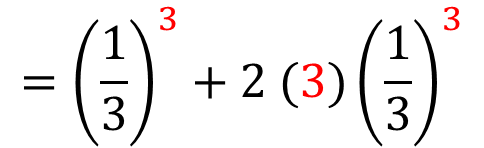 = (1/3)^3 + 2 (3) (1/3)^3